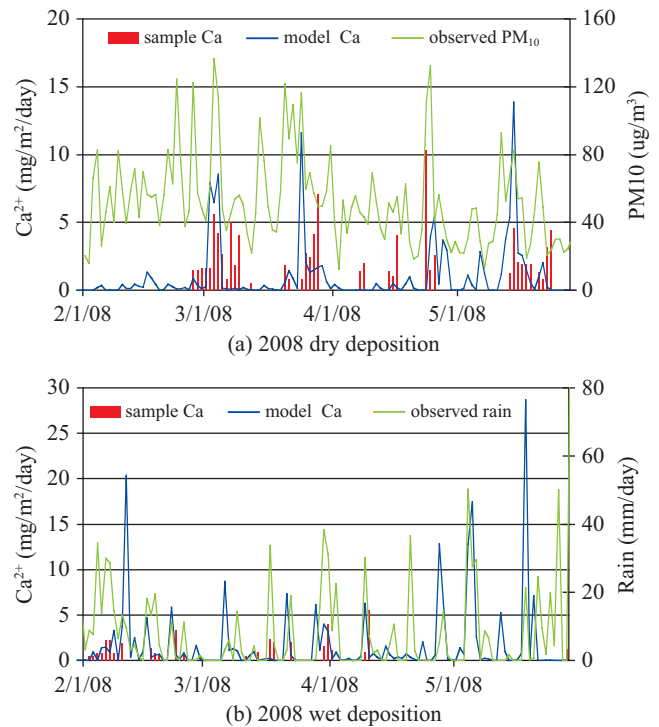 20
160
sample Ca
model Ca
observed PM₁₀
15
120
10
80
5
40
0
0
Ca²⁺ (mg/m²/day)
PM10 (ug/m³)
2/1/08
3/1/08
4/1/08
5/1/08
(a) 2008 dry deposition
30
80
sample Ca
model Ca
observed rain
25
60
20
15
40
10
20
5
0
0
Ca²⁺ (mg/m²/day)
Rain (mm/day)
2/1/08
3/1/08
4/1/08
5/1/08
(b) 2008 wet deposition